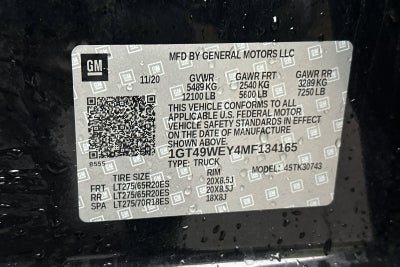 GM
MFD BY GENERAL MOTORS LLC
11/20 GVWR GAWR FRT GAWR RR
5489 KG 2540 KG 3289 KG
12100 LB 5600 LB 7250 LB
THIS VEHICLE CONFORMS TO ALL
APPLICABLE U.S. FEDERAL MOTOR
VEHICLE SAFETY STANDARDS IN EFFECT
ON THE DATE OF MANUFACTURE
SHOWN ABOVE.
1GT49WEY4MF134165
TYPE: TRUCK MODEL: 4STK30743
RIM
FRT LT275/65R20ES 20X8.5J
RR LT275/65R20ES 20X8.5J
SPA LT275/70R18ES 18X8J